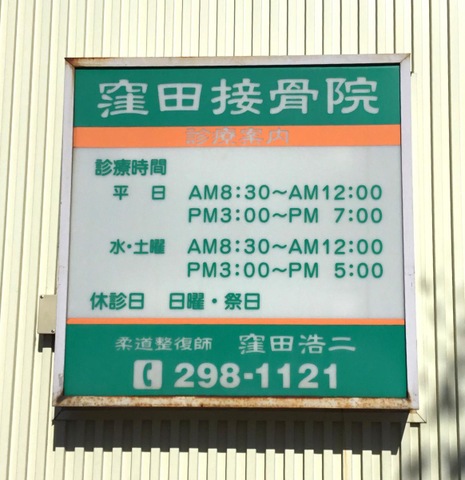 窪田接骨院
診療案内
診療時間
平 日 AM8:30～AM12:00
PM3:00～PM 7:00
水・土曜 AM8:30～AM12:00
PM3:00～PM 5:00
休診日 日曜・祭日
柔道整復師 窪田浩二
298-1121